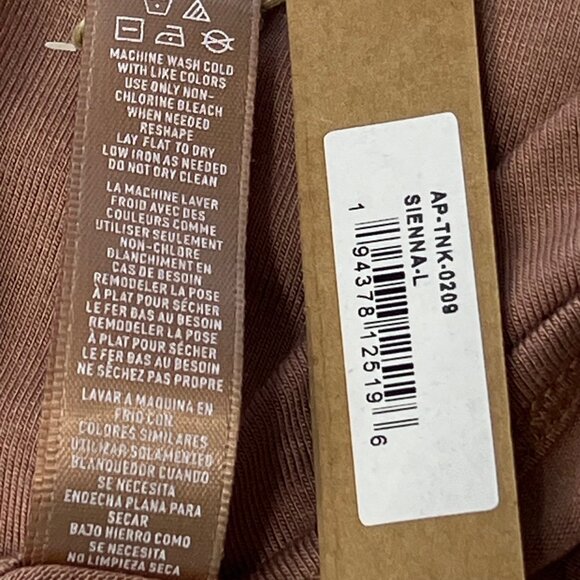 MACHINE WASH COLD
WITH LIKE COLORS
USE ONLY NON-
CHLORINE BLEACH
WHEN NEEDED
RESHAPE
LAY FLAT TO DRY
LOW IRON AS NEEDED
DO NOT DRY CLEAN
LA MACHINE LAVER
FROID AVEC DES
COULEURS COMME
UTILISER SEULEMENT
NON-CHLORE
BLANCHIMENT EN
CAS DE BESOIN
REMODELER LA POSE
À PLAT POUR SÉCHER
LE FER BAS AU BESOIN
REMODELER LA POSE
À PLAT POUR SÉCHER
LE FER BAS AU BESOIN
NE SÉCHEZ PAS PROPRE
LAVAR A MAQUINA EN
FRIO CON
COLORES SIMILARES
UTILIZAR SOLAMENTO
BLANQUEDOR CUANDO
SE NECESITA
ENDECHA PLANA PARA
SECAR
BAJO HIERRO COMO
SE NECESITA
NO LIMPIEZA SECA
AP-TNK-0209
SIENNA-L
1 94378 12519 6